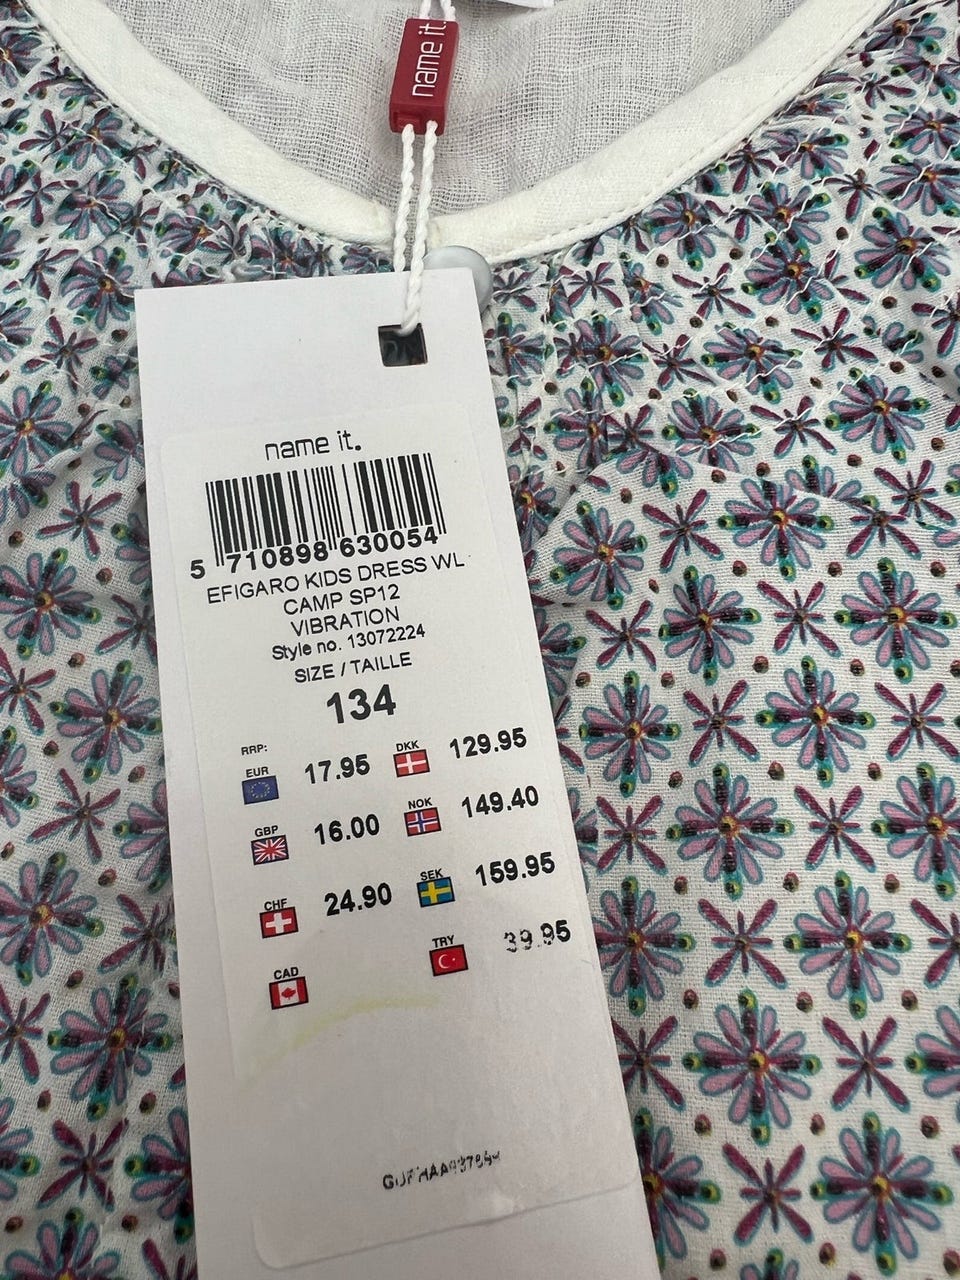 name it.
name it.
5 710898 630054
EFIGARO KIDS DRESS WL
CAMP SP12
VIBRATION
Style no. 13072224
SIZE / TAILLE
134
RRP:
EUR 17.95 DKK 129.95
GBP 16.00 NOK 149.40
CHF 24.90 SEK 159.95
CAD TRY 39.95